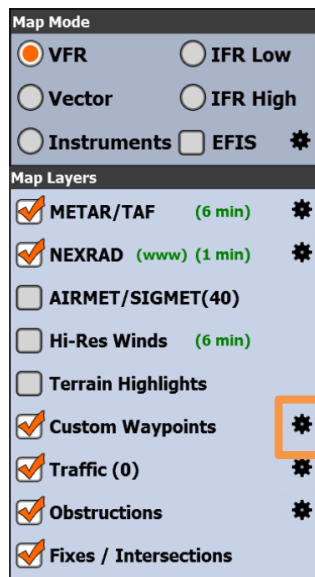 Map Mode
VFR IFR Low
Vector IFR High
Instruments EFIS
Map Layers
METAR/TAF (6 min)
NEXRAD (www) (1 min)
AIRMET/SIGMET(40)
Hi-Res Winds (6 min)
Terrain Highlights
Custom Waypoints
Traffic (0)
Obstructions
Fixes / Intersections